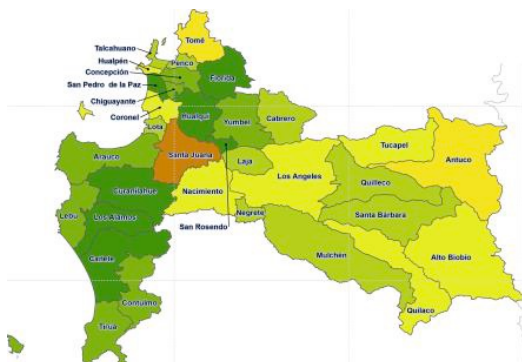 Tomé
Talcahuano
Hualpén
Penco
Concepción
Florida
San Pedro de la Paz
Chiguayante
Coronel
Hualqui
Yumbel
Cabrero
Lota
Tucapel
Arauco
Santa Juana
Laja
Antuco
Los Angeles
Quilleco
Curanilahue
Nacimiento
Lebu
Los Alamos
Negrete
Santa Bárbara
San Rosendo
Cañete
Mulchén
Alto Biobio
Contulmo
Quilaco
Tirúa